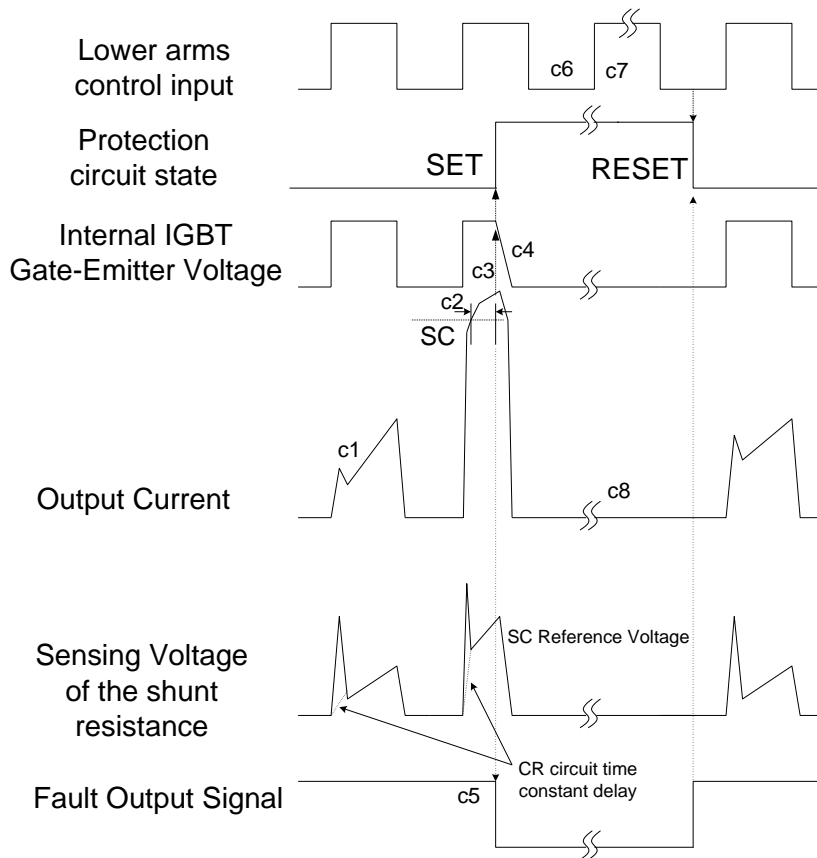 Lower arms
control input
c6
c7
Protection
circuit state
SET
RESET
Internal IGBT
Gate-Emitter Voltage
c4
c3
c2
SC
c1
Output Current
c8
SC Reference Voltage
Sensing Voltage
of the shunt
resistance
CR circuit time
constant delay
Fault Output Signal
c5